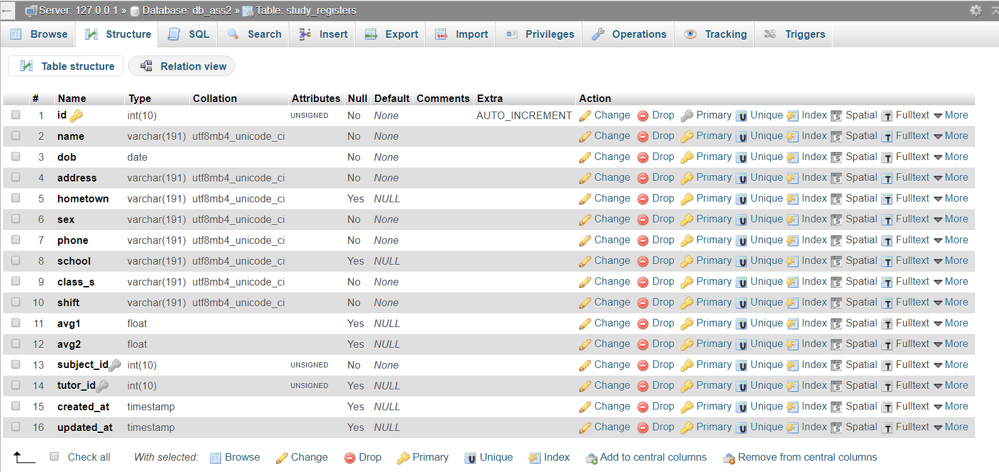 Server: 127.0.0.1 » Database: db_ass2 » Table: study_registers
Browse Structure SQL Search Insert Export Import Privileges Operations Tracking Triggers
Table structure Relation view
# Name Type Collation Attributes Null Default Comments Extra Action
1 id int(10) UNSIGNED No None AUTO_INCREMENT Change Drop Primary Unique Index Spatial Fulltext More
2 name varchar(191) utf8mb4_unicode_ci No None Change Drop Primary Unique Index Spatial Fulltext More
3 dob date No None Change Drop Primary Unique Index Spatial Fulltext More
4 address varchar(191) utf8mb4_unicode_ci No None Change Drop Primary Unique Index Spatial Fulltext More
5 hometown varchar(191) utf8mb4_unicode_ci Yes NULL Change Drop Primary Unique Index Spatial Fulltext More
6 sex varchar(191) utf8mb4_unicode_ci No None Change Drop Primary Unique Index Spatial Fulltext More
7 phone varchar(191) utf8mb4_unicode_ci No None Change Drop Primary Unique Index Spatial Fulltext More
8 school varchar(191) utf8mb4_unicode_ci Yes NULL Change Drop Primary Unique Index Spatial Fulltext More
9 class_s varchar(191) utf8mb4_unicode_ci No None Change Drop Primary Unique Index Spatial Fulltext More
10 shift varchar(191) utf8mb4_unicode_ci No None Change Drop Primary Unique Index Spatial Fulltext More
11 avg1 float Yes NULL Change Drop Primary Unique Index Spatial Fulltext More
12 avg2 float Yes NULL Change Drop Primary Unique Index Spatial Fulltext More
13 subject_id int(10) UNSIGNED No None Change Drop Primary Unique Index Spatial Fulltext More
14 tutor_id int(10) UNSIGNED Yes NULL Change Drop Primary Unique Index Spatial Fulltext More
15 created_at timestamp Yes NULL Change Drop Primary Unique Index Spatial Fulltext More
16 updated_at timestamp Yes NULL Change Drop Primary Unique Index Spatial Fulltext More
Check all With selected: Browse Change Drop Primary Unique Index Add to central columns Remove from central columns